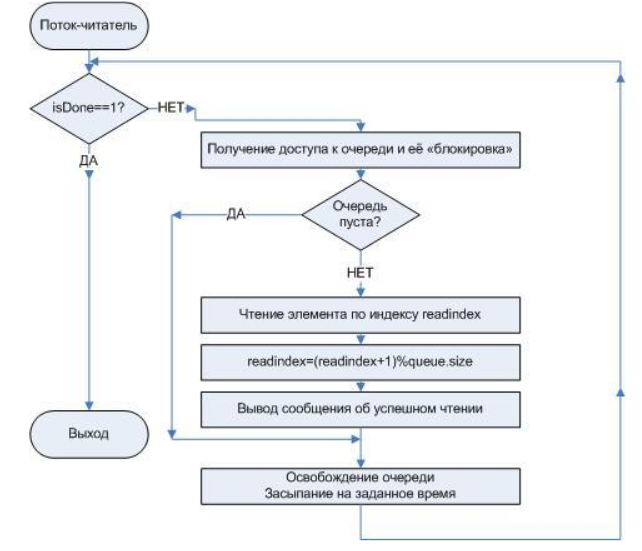 Поток-читатель
isDone==1?
НЕТ
ДА
Получение доступа к очереди и её «блокировка»
Очередь
пуста?
ДА
НЕТ
Чтение элемента по индексу readindex
readindex=(readindex+1)%queue.size
Вывод сообщения об успешном чтении
Выход
Освобождение очереди
Засыпание на заданное время